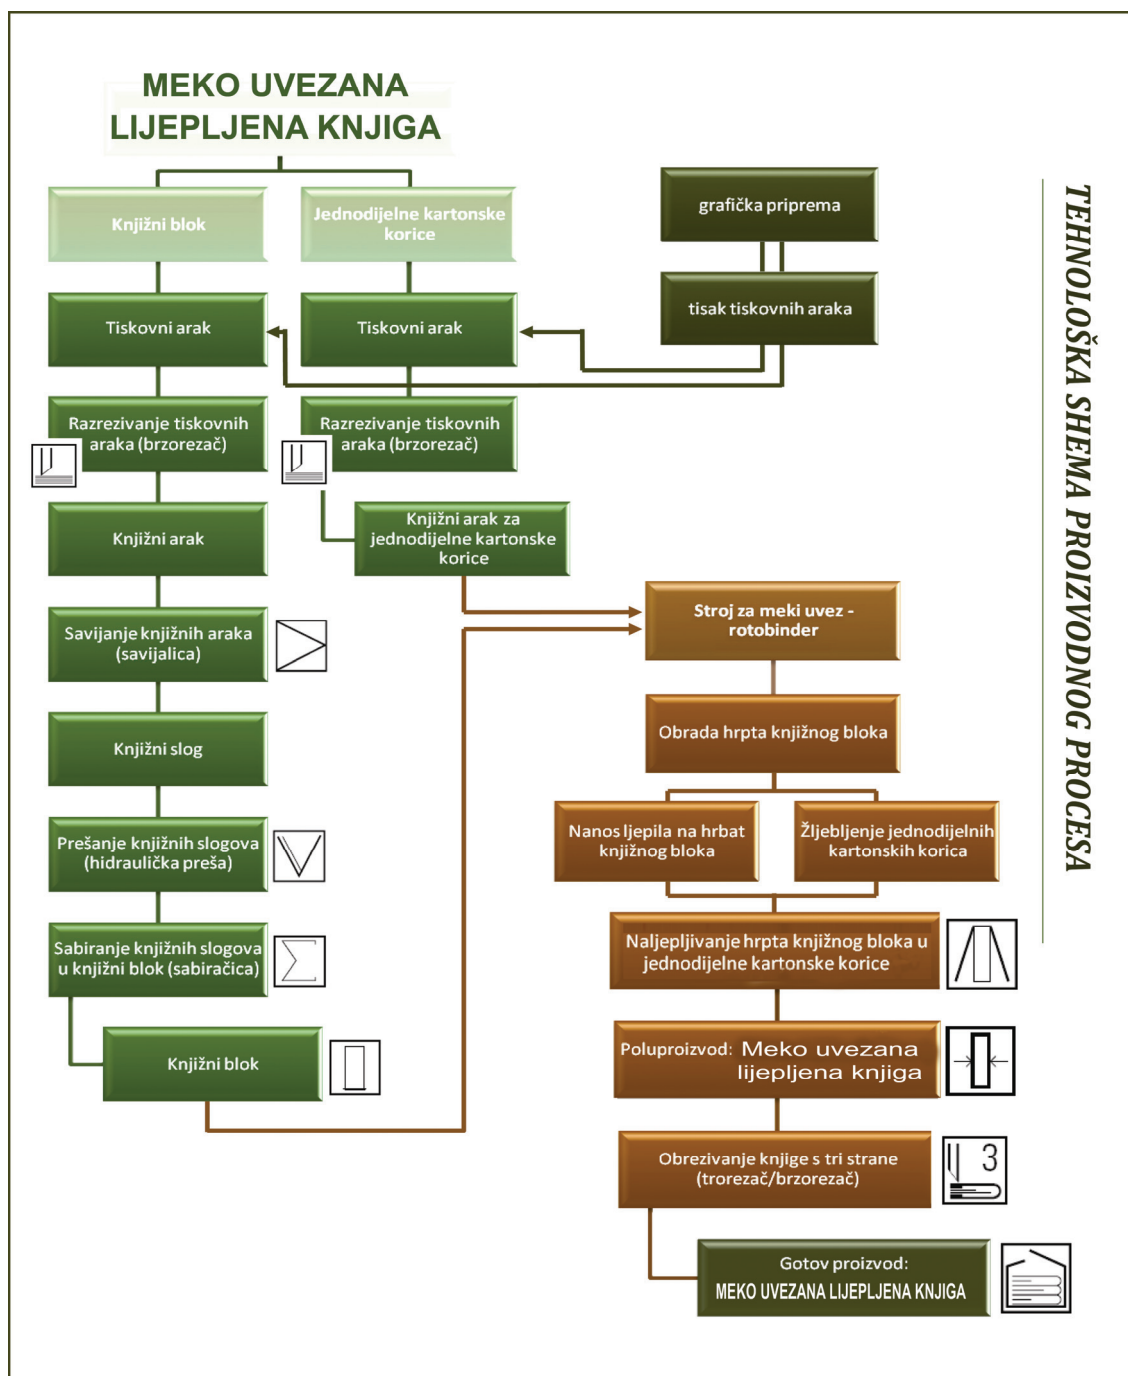 MEKO UVEZANA
LIJEPLJENA KNJIGA
Knjižni blok
Jednodijelne kartonske
korice
grafička priprema
Tiskovni arak
Tiskovni arak
tisak tiskovnih araka
Razrezivanje tiskovnih
araka (brzorezač)
Razrezivanje tiskovnih
araka (brzorezač)
Knjižni arak
Knjižni arak za
jednodijelne kartonske
korice
Savijanje knjižnih araka
(savijalica)
Knjižni slog
Prešanje knjižnih slogova
(hidraulička preša)
Sabiranje knjižnih slogova
u knjižni blok (sabiračica)
Knjižni blok
Stroj za meki uvez -
rotobinder
Obrada hrpta knjižnog bloka
Nanos ljepila na hrbat
knjižnog bloka
Žljebljenje jednodijelnih
kartonskih korica
Naljepljivanje hrpta knjižnog bloka u
jednodijelne kartonske korice
Poluproizvod: Meko uvezana
lijepljena knjiga
Obrezivanje knjige s tri strane
(trorezač/brzorezač)
3
Gotov proizvod:
MEKO UVEZANA LIJEPLJENA KNJIGA
TEHNOLOŠKA SHEMA PROIZVODNOG PROCESA